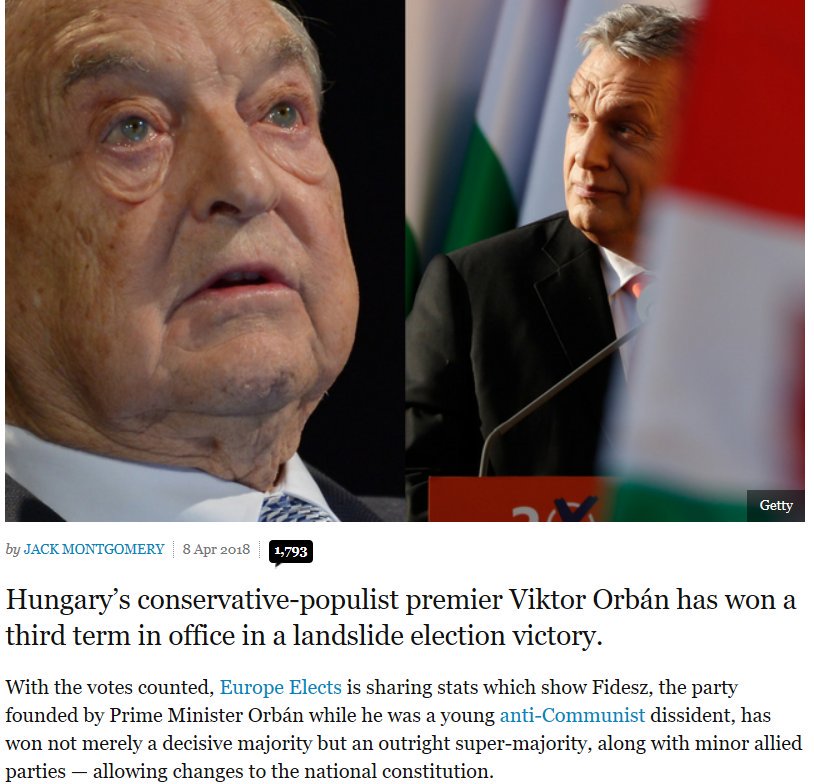 Getty
by JACK MONTGOMERY 8 Apr 2018 1,793
Hungary’s conservative-populist premier Viktor Orbán has won a
third term in office in a landslide election victory.
With the votes counted, Europe Elects is sharing stats which show Fidesz, the party
founded by Prime Minister Orbán while he was a young anti-Communist dissident, has
won not merely a decisive majority but an outright super-majority, along with minor allied
parties — allowing changes to the national constitution.